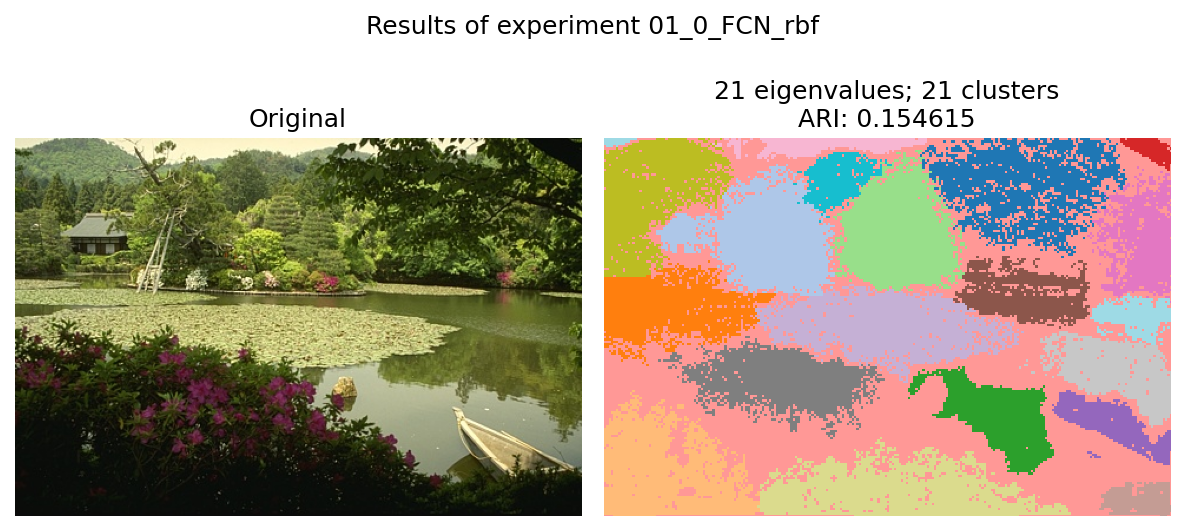 Results of experiment 01_0_FCN_rbf
Original
21 eigenvalues; 21 clusters
ARI: 0.154615